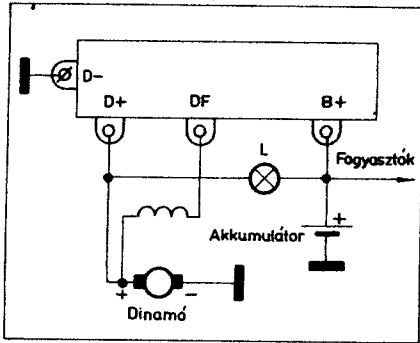 D-
D+ DF B+
L
Fogyasztók
Akkumulátor +
+ -
Dinamó